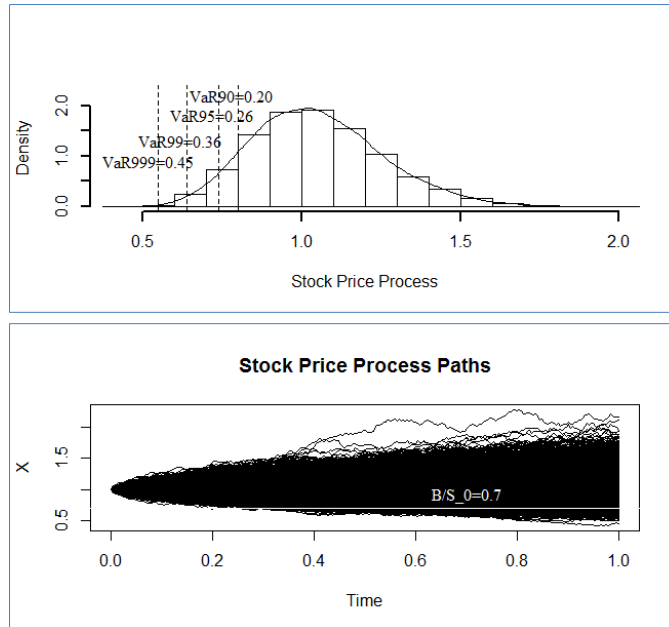 VaR90=0.20
VaR95=0.26
VaR99=0.36
VaR999=0.45
Density
0.0 1.0 2.0
0.5 1.0 1.5 2.0
Stock Price Process
Stock Price Process Paths
X
0.5 1.5
B/S_0=0.7
0.0 0.2 0.4 0.6 0.8 1.0
Time